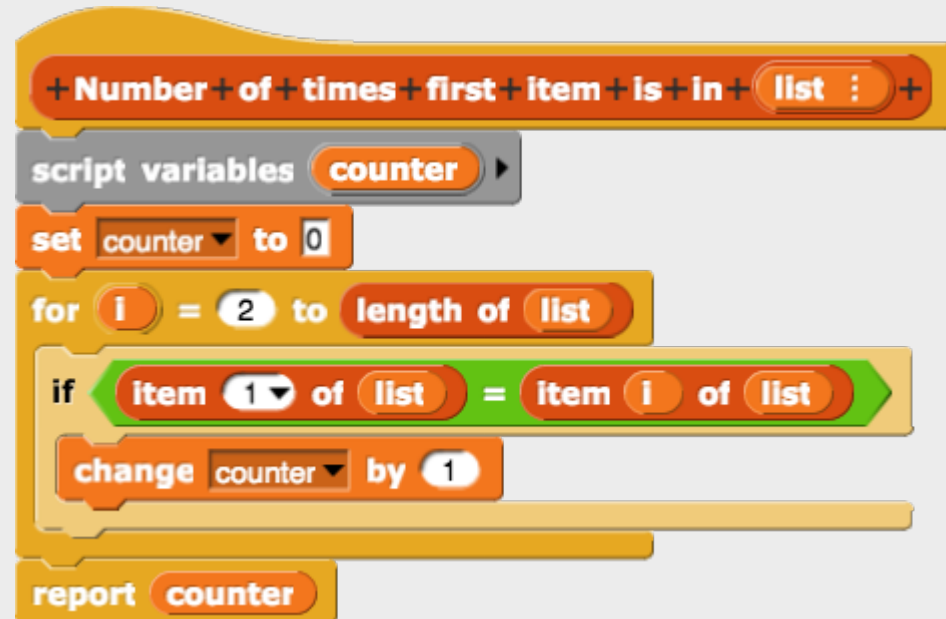 +Number+of+times+first+item+is+in+ list ⋮ +
script variables counter
set counter to 0
for i = 2 to length of list
if item 1 of list = item i of list
change counter by 1
report counter